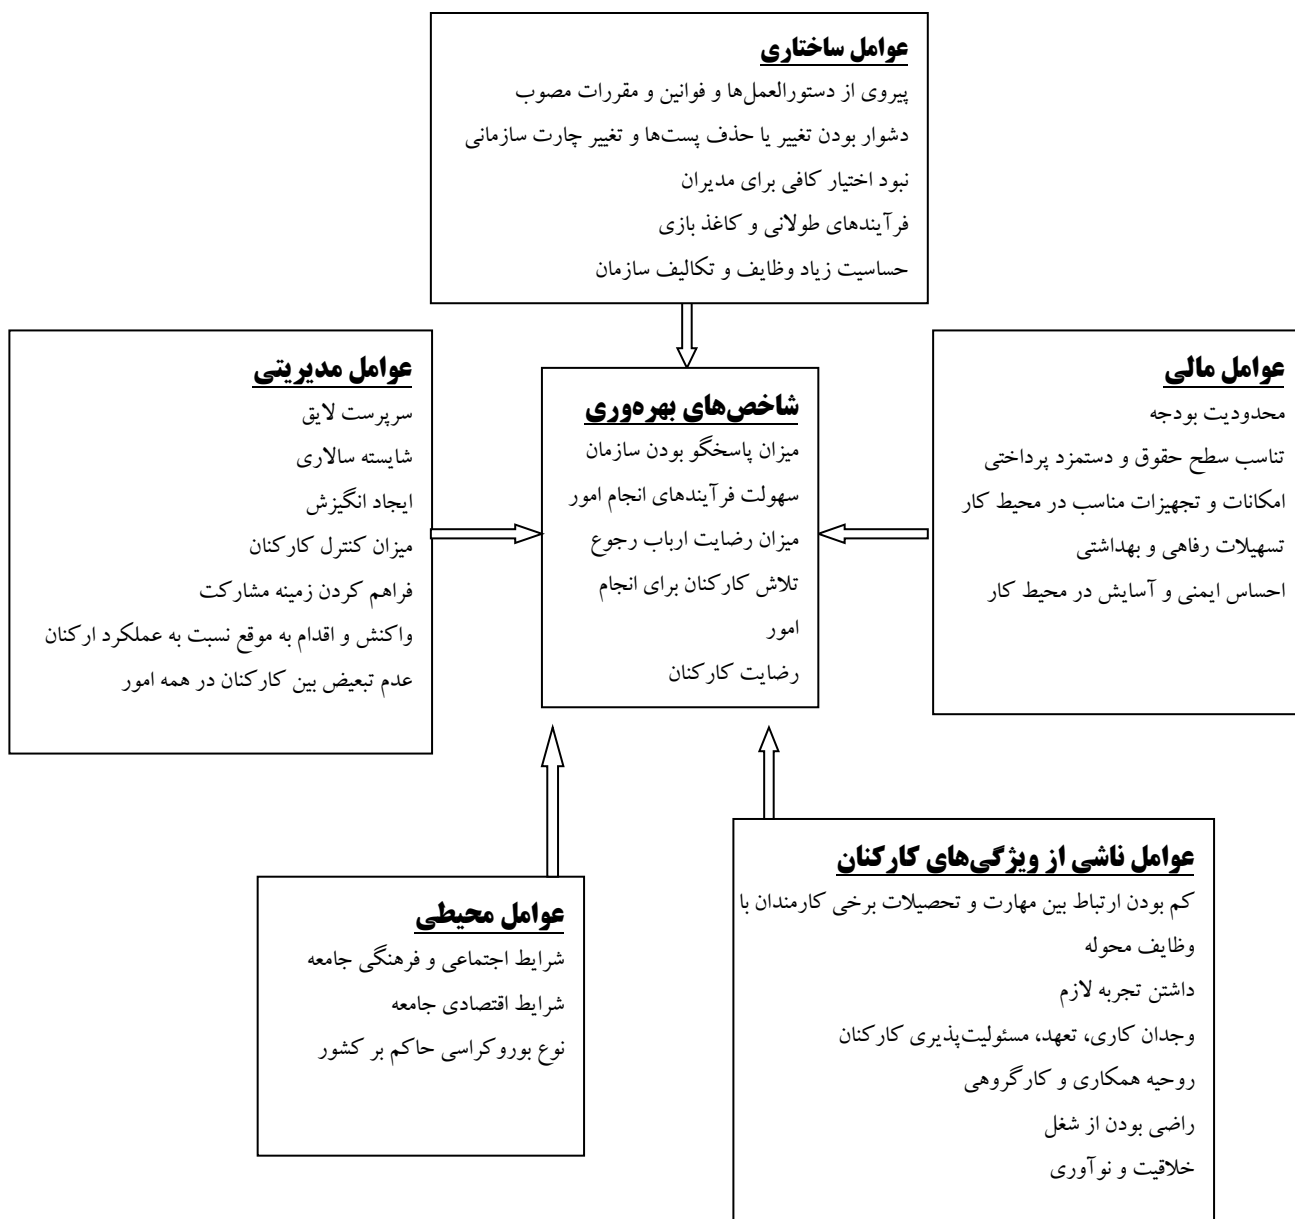 عوامل ساختاری
پیروی از دستورالعمل‌ها و قوانین و مقررات مصوب
دشوار بودن تغییر یا حذف پست‌ها و تغییر چارت سازمانی
نبود اختیار کافی برای مدیران
فرآیندهای طولانی و کاغذ بازی
حساسیت زیاد وظایف و تکالیف سازمان
عوامل مالی
محدودیت بودجه
تناسب سطح حقوق و دستمزد پرداختی
امکانات و تجهیزات مناسب در محیط کار
تسهیلات رفاهی و بهداشتی
احساس ایمنی و آسایش در محیط کار
شاخص‌های بهره‌وری
میزان پاسخگو بودن سازمان
سهولت فرآیندهای انجام امور
میزان رضایت ارباب رجوع
تلاش کارکنان برای انجام
امور
رضایت کارکنان
عوامل مدیریتی
سرپرست لایق
شایسته سالاری
ایجاد انگیزش
میزان کنترل کارکنان
فراهم کردن زمینه مشارکت
واکنش و اقدام به موقع نسبت به عملکرد ارکنان
عدم تبعیض بین کارکنان در همه امور
عوامل ناشی از ویژگی‌های کارکنان
کم بودن ارتباط بین مهارت و تحصیلات برخی کارمندان با
وظایف محوله
داشتن تجربه لازم
وجدان کاری، تعهد، مسئولیت‌پذیری کارکنان
روحیه همکاری و کارگروهی
راضی بودن از شغل
خلاقیت و نوآوری
عوامل محیطی
شرایط اجتماعی و فرهنگی جامعه
شرایط اقتصادی جامعه
نوع بوروکراسی حاکم بر کشور